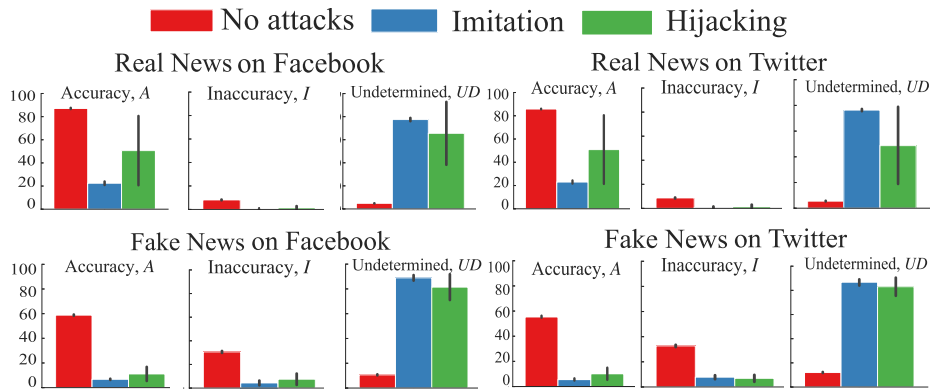 No attacks Imitation Hijacking
Real News on Facebook
Accuracy, A Inaccuracy, I Undetermined, UD
100
80
60
40
20
0
Real News on Twitter
Accuracy, A Inaccuracy, I Undetermined, UD
100
80
60
40
20
0
Fake News on Facebook
Accuracy, A Inaccuracy, I Undetermined, UD
100
80
60
40
20
0
Fake News on Twitter
Accuracy, A Inaccuracy, I Undetermined, UD
100
80
60
40
20
0